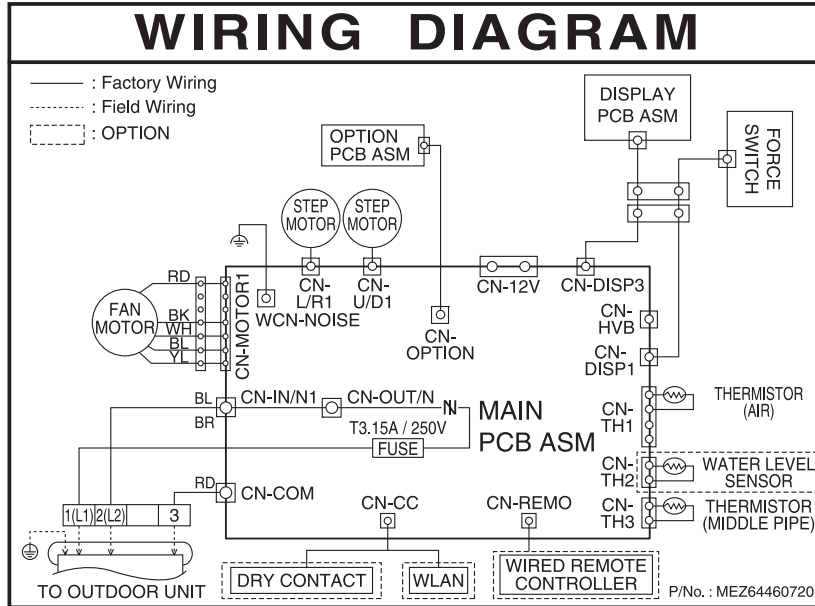 WIRING DIAGRAM
: Factory Wiring
: Field Wiring
: OPTION
OPTION
PCB ASM
DISPLAY
PCB ASM
FORCE
SWITCH
STEP
MOTOR
STEP
MOTOR
CN-
L/R1
CN-
U/D1
CN-12V
CN-DISP3
WCN-NOISE
CN-
OPTION
CN-
HVB
CN-
DISP1
RD
BK
WH
BL
YL
FAN
MOTOR
CN-MOTOR1
BL
BR
CN-IN/N1
CN-OUT/N
T3.15A / 250V
FUSE
MAIN
PCB ASM
CN-
TH1
THERMISTOR
(AIR)
CN-
TH2
WATER LEVEL
SENSOR
CN-
TH3
THERMISTOR
(MIDDLE PIPE)
RD
CN-COM
CN-CC
CN-REMO
1(L1) 2(L2) 3
TO OUTDOOR UNIT
DRY CONTACT
WLAN
WIRED REMOTE
CONTROLLER
P/No. : MEZ64460720